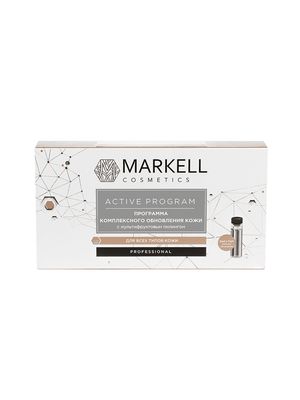 MARKELL
COSMETICS
ACTIVE PROGRAM
ПРОГРАММА
КОМПЛЕКСНОГО ОБНОВЛЕНИЯ КОЖИ
с мультифруктовым пилингом
ДЛЯ ВСЕХ ТИПОВ КОЖИ
PROFESSIONAL